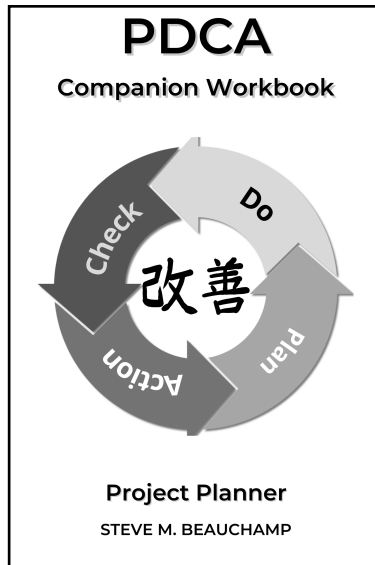 PDCA
Companion Workbook
Do
Check
改善
Plan
Action
Project Planner
STEVE M. BEAUCHAMP